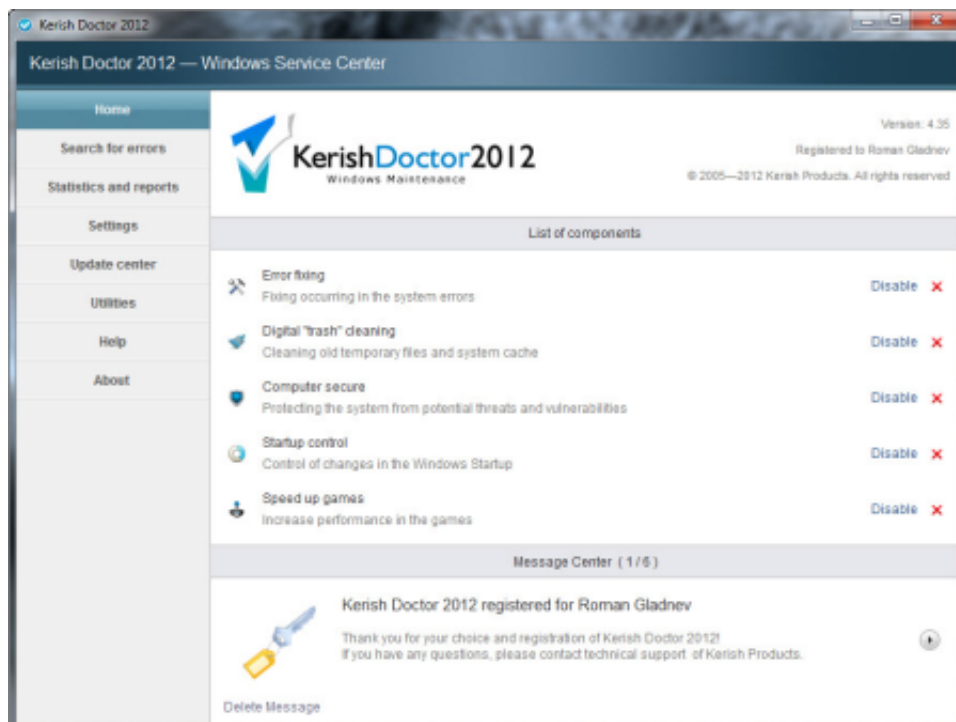 Kerish Doctor 2012
Kerish Doctor 2012 — Windows Service Center
Home
Search for errors
Statistics and reports
Settings
Update center
Utilities
Help
About
KerishDoctor2012
Windows Maintenance
Version: 4.35
Registered to Roman Gladnev
© 2005—2012 Kerish Products. All rights reserved
List of components
Error fixing
Fixing occurring in the system errors
Disable
Digital "trash" cleaning
Cleaning old temporary files and system cache
Disable
Computer secure
Protecting the system from potential threats and vulnerabilities
Disable
Startup control
Control of changes in the Windows Startup
Disable
Speed up games
Increase performance in the games
Disable
Message Center ( 1 / 6 )
Kerish Doctor 2012 registered for Roman Gladnev
Thank you for your choice and registration of Kerish Doctor 2012!
If you have any questions, please contact technical support of Kerish Products.
Delete Message